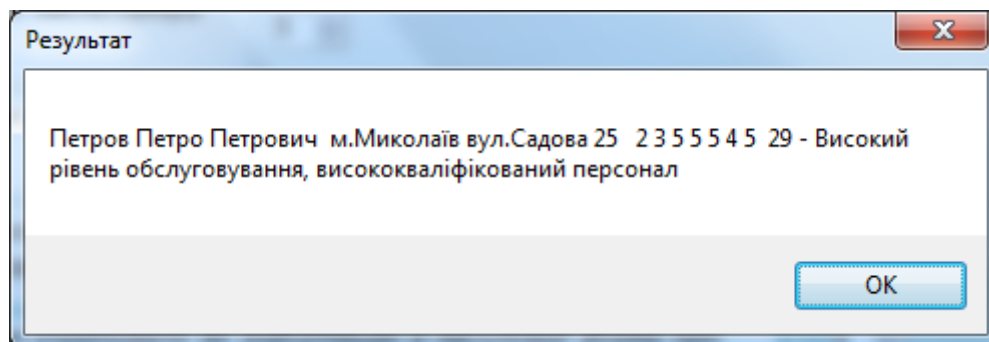 Результат
Петров Петро Петрович  м.Миколаїв вул.Садова 25   2 3 5 5 5 4 5  29 - Високий
рівень обслуговування, висококваліфікований персонал
OK